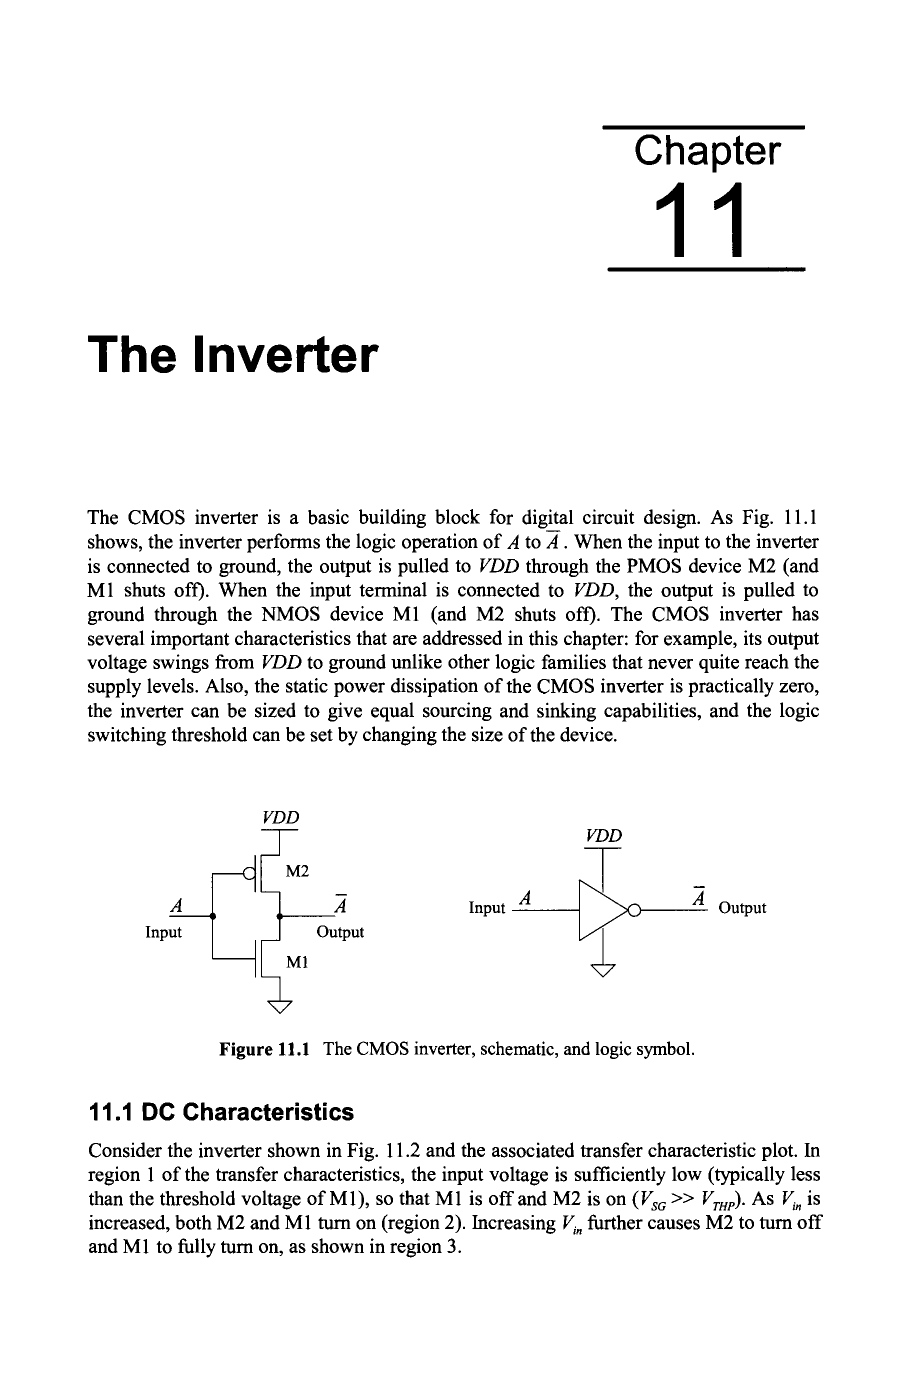 Chapter
11
The Inverter
The CMOS inverter is a basic building block for digital circuit design. As Fig. 11.1
shows, the inverter performs the logic operation of A to A̅ . When the input to the inverter
is connected to ground, the output is pulled to VDD through the PMOS device M2 (and
M1 shuts off). When the input terminal is connected to VDD, the output is pulled to
ground through the NMOS device M1 (and M2 shuts off). The CMOS inverter has
several important characteristics that are addressed in this chapter: for example, its output
voltage swings from VDD to ground unlike other logic families that never quite reach the
supply levels. Also, the static power dissipation of the CMOS inverter is practically zero,
the inverter can be sized to give equal sourcing and sinking capabilities, and the logic
switching threshold can be set by changing the size of the device.
VDD
M2
A
A̅
Input
Output
M1
VDD
Input A
A̅ Output
Figure 11.1 The CMOS inverter, schematic, and logic symbol.
11.1 DC Characteristics
Consider the inverter shown in Fig. 11.2 and the associated transfer characteristic plot. In
region 1 of the transfer characteristics, the input voltage is sufficiently low (typically less
than the threshold voltage of M1), so that M1 is off and M2 is on (V_SG >> V_THP). As V_in is
increased, both M2 and M1 turn on (region 2). Increasing V_in further causes M2 to turn off
and M1 to fully turn on, as shown in region 3.